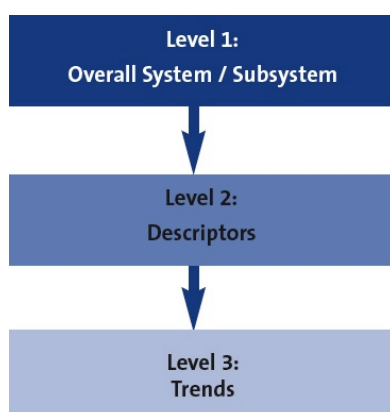 Level 1:
Overall System / Subsystem
Level 2:
Descriptors
Level 3:
Trends